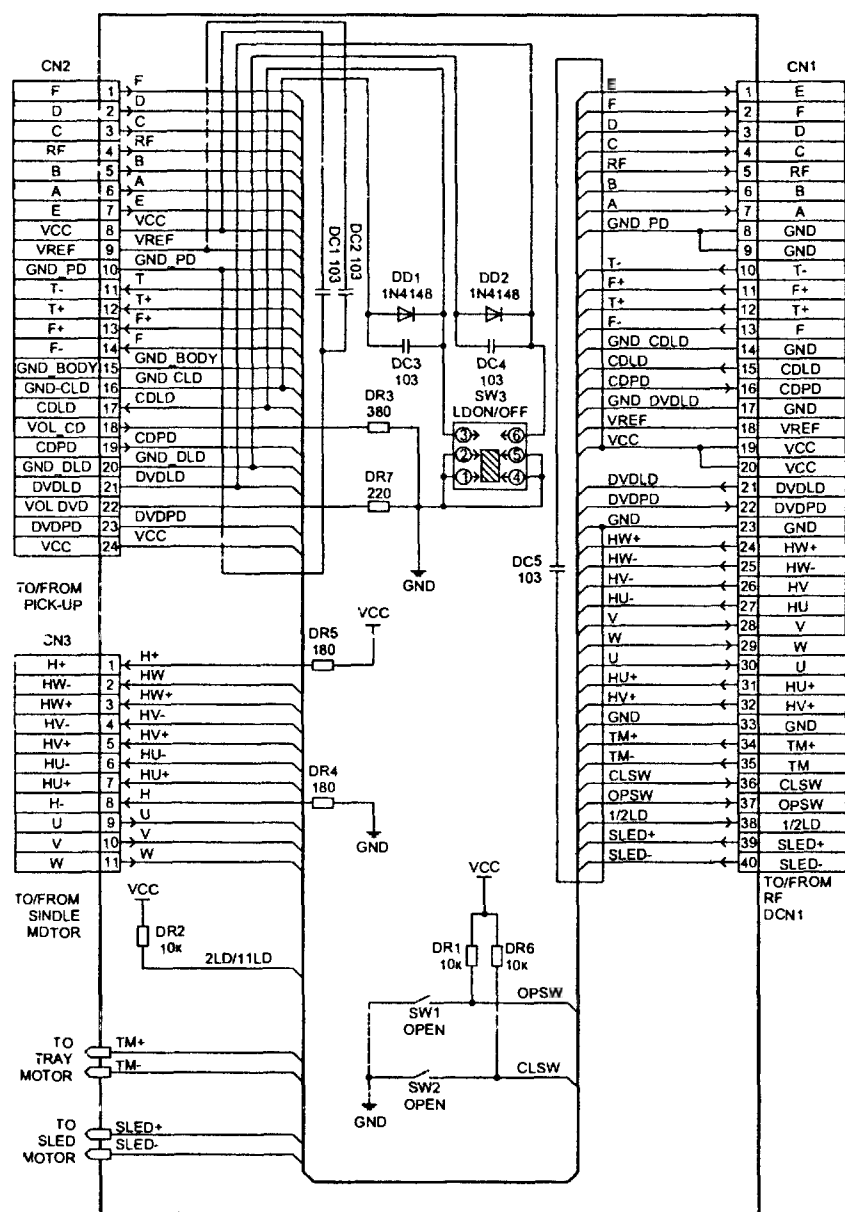 CN2
F 1 F
D 2 D
C 3 C
RF 4 RF
B 5 B
A 6 A
E 7 E
VCC 8 VCC
VREF 9 VREF
GND_PD 10 GND_PD
T- 11 T
T+ 12 T+
F+ 13 F+
F- 14 F
GND_BODY 15 GND_BODY
GND-CLD 16 GND CLD
CDLD 17 CDLD
VOL_CD 18
CDPD 19 CDPD
GND_DLD 20 GND_DLD
DVDLD 21 DVDLD
VOL DVD 22
DVDPD 23 DVDPD
VCC 24 VCC
TO/FROM
PICK-UP
DC1 103
DC2 103
DD1
1N4148
DD2
1N4148
DC3
103
DC4
103
SW3
LDON/OFF
3 6
2 5
1 4
DR3
380
DR7
220
GND
DC5
103
CN1
E 1 E
F 2 F
D 3 D
C 4 C
RF 5 RF
B 6 B
A 7 A
GND_PD 8 GND
9 GND
T- 10 T-
F+ 11 F+
T+ 12 T+
F- 13 F
GND CDLD 14 GND
CDLD 15 CDLD
CDPD 16 CDPD
GND_DVDLD 17 GND
VREF 18 VREF
VCC 19 VCC
20 VCC
DVDLD 21 DVDLD
DVDPD 22 DVDPD
GND 23 GND
HW+ 24 HW+
HW- 25 HW-
HV- 26 HV
HU- 27 HU
V 28 V
W 29 W
U 30 U
HU+ 31 HU+
HV+ 32 HV+
GND 33 GND
TM+ 34 TM+
TM- 35 TM
CLSW 36 CLSW
OPSW 37 OPSW
1/2LD 38 1/2LD
SLED+ 39 SLED+
SLED- 40 SLED-
TO/FROM
RF
DCN1
CN3
H+ 1 H+
HW- 2 HW
HW+ 3 HW+
HV- 4 HV-
HV+ 5 HV+
HU- 6 HU-
HU+ 7 HU+
H- 8 H
U 9 U
V 10 V
W 11 W
TO/FROM
SINDLE
MDTOR
VCC
DR5
180
DR4
180
GND
VCC
DR2
10K
2LD/11LD
VCC
DR1
10K
DR6
10K
SW1
OPEN
OPSW
SW2
OPEN
CLSW
GND
TO
TRAY
MOTOR
TM+
TM-
TO
SLED
MOTOR
SLED+
SLED-